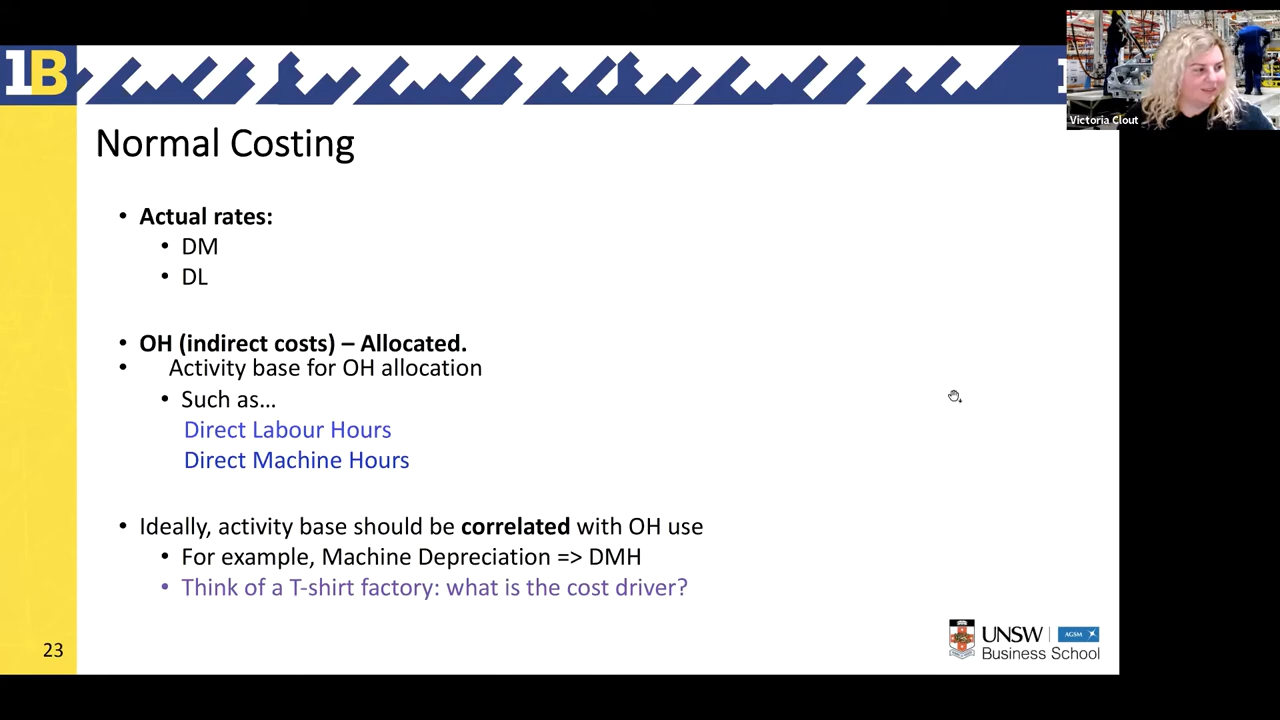 1B
1
Victoria Clout
Normal Costing
• Actual rates:
• DM
• DL
• OH (indirect costs) – Allocated.
• Activity base for OH allocation
• Such as…
Direct Labour Hours
Direct Machine Hours
• Ideally, activity base should be correlated with OH use
• For example, Machine Depreciation => DMH
• Think of a T-shirt factory: what is the cost driver?
23
UNSW AGSM
Business School